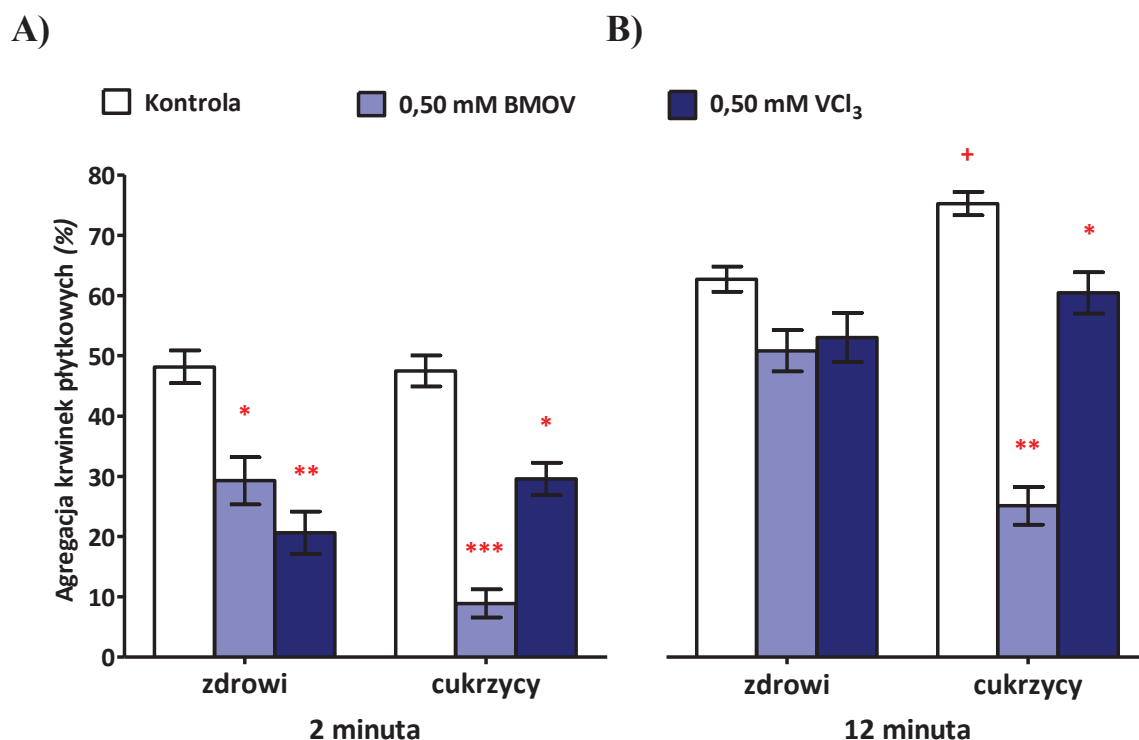 A)
B)
Kontrola
0,50 mM BMOV
0,50 mM VCl₃
Agregacja krwinek płytkowych (%)
80
70
60
50
40
30
20
10
0
*
**
***
*
+
**
*
zdrowi
cukrzycy
zdrowi
cukrzycy
2 minuta
12 minuta